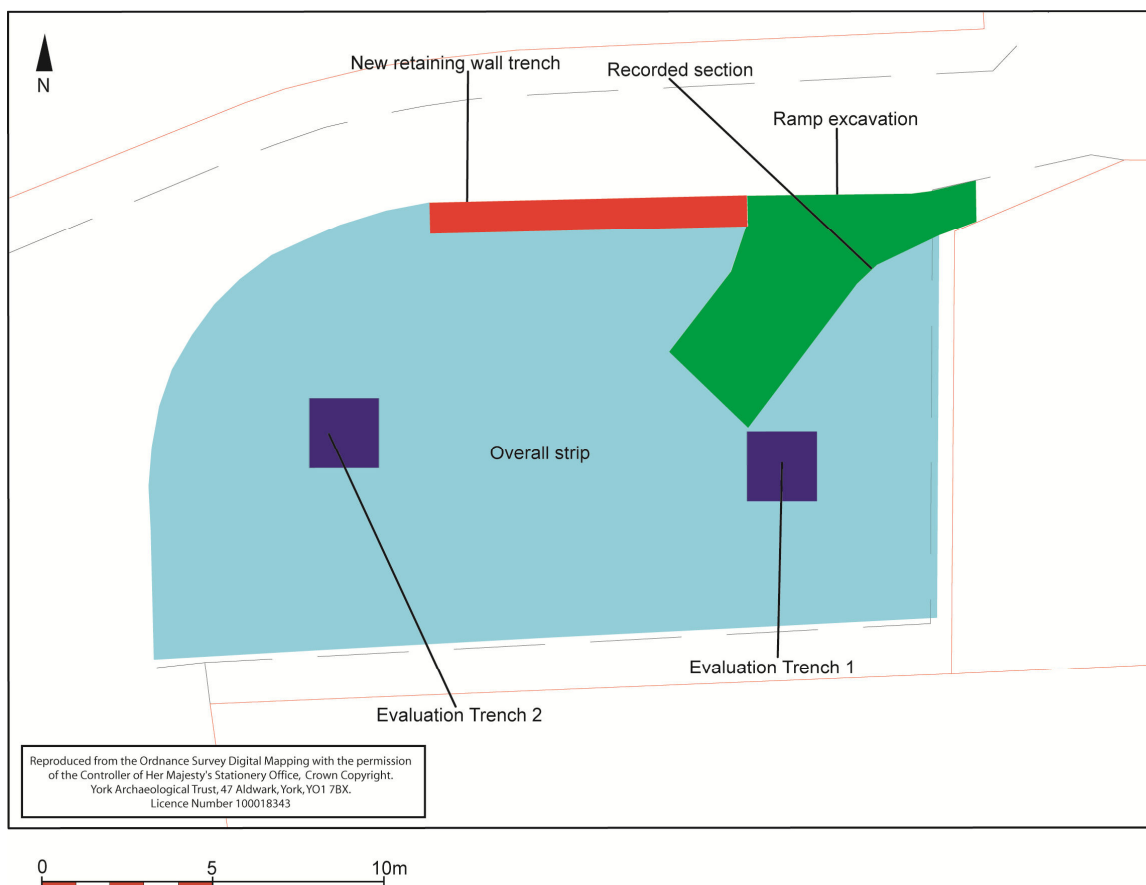 N
New retaining wall trench
Recorded section
Ramp excavation
Overall strip
Evaluation Trench 1
Evaluation Trench 2
Reproduced from the Ordnance Survey Digital Mapping with the permission
of the Controller of Her Majesty's Stationery Office, Crown Copyright.
York Archaeological Trust, 47 Aldwark, York, YO1 7BX.
Licence Number 100018343
0 5 10m